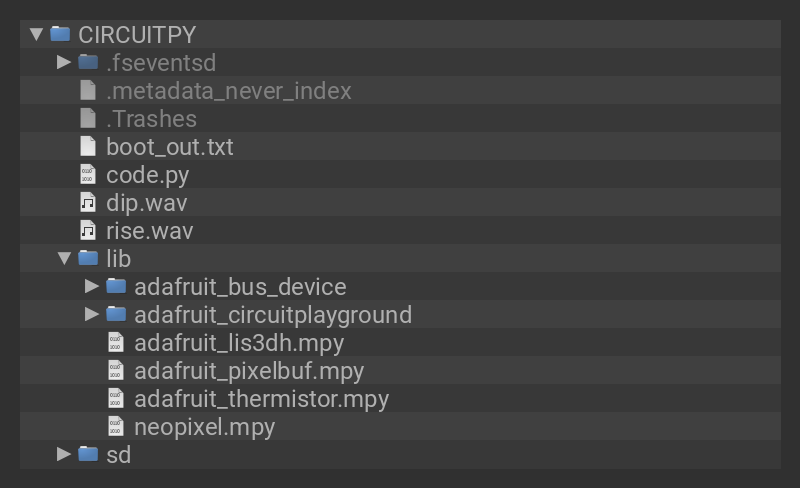 CIRCUITPY
.fseventsd
.metadata_never_index
.Trashes
boot_out.txt
code.py
dip.wav
rise.wav
lib
adafruit_bus_device
adafruit_circuitplayground
adafruit_lis3dh.mpy
adafruit_pixelbuf.mpy
adafruit_thermistor.mpy
neopixel.mpy
sd